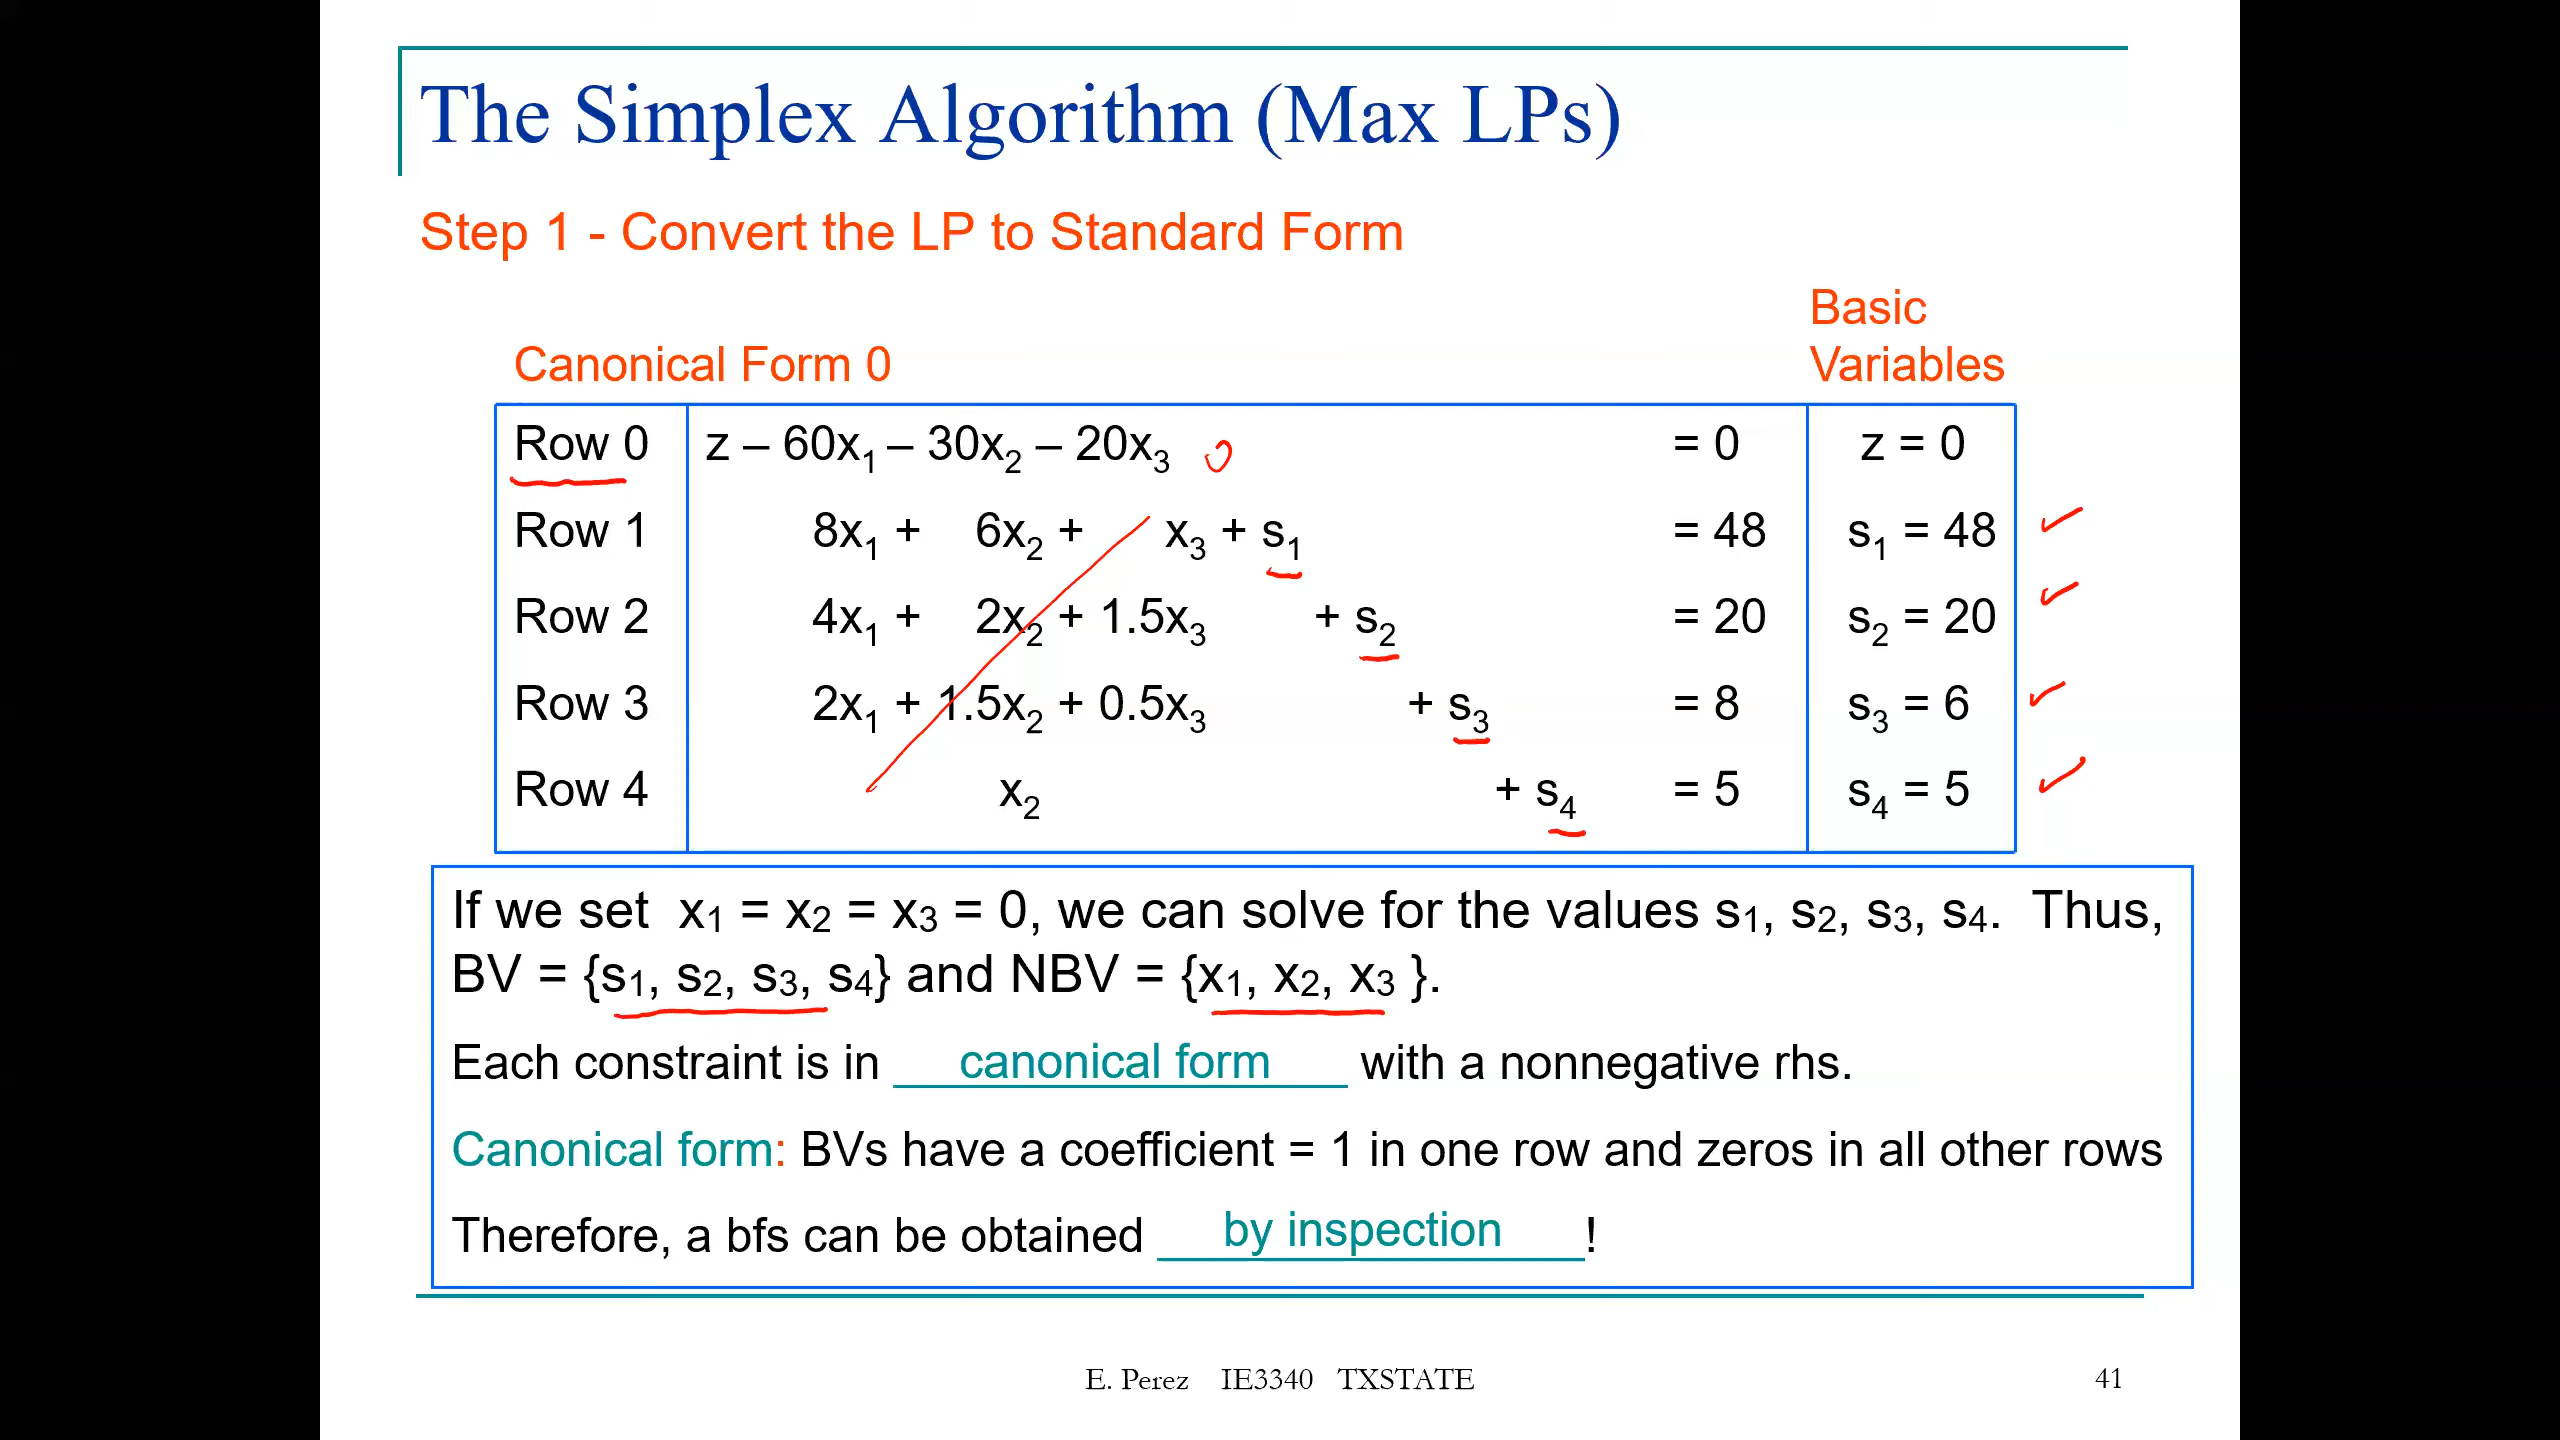 The Simplex Algorithm (Max LPs)
Step 1 - Convert the LP to Standard Form
Basic
Canonical Form 0 Variables
Row 0 z – 60x₁ – 30x₂ – 20x₃ 0 = 0 z = 0
Row 1 8x₁ + 6x₂ + x₃ + s₁ = 48 s₁ = 48
Row 2 4x₁ + 2x₂ + 1.5x₃ + s₂ = 20 s₂ = 20
Row 3 2x₁ + 1.5x₂ + 0.5x₃ + s₃ = 8 s₃ = 6
Row 4 x₂ + s₄ = 5 s₄ = 5
If we set x₁ = x₂ = x₃ = 0, we can solve for the values s₁, s₂, s₃, s₄. Thus,
BV = {s₁, s₂, s₃, s₄} and NBV = {x₁, x₂, x₃ }.
Each constraint is in canonical form with a nonnegative rhs.
Canonical form: BVs have a coefficient = 1 in one row and zeros in all other rows
Therefore, a bfs can be obtained by inspection!
E. Perez IE3340 TXSTATE 41